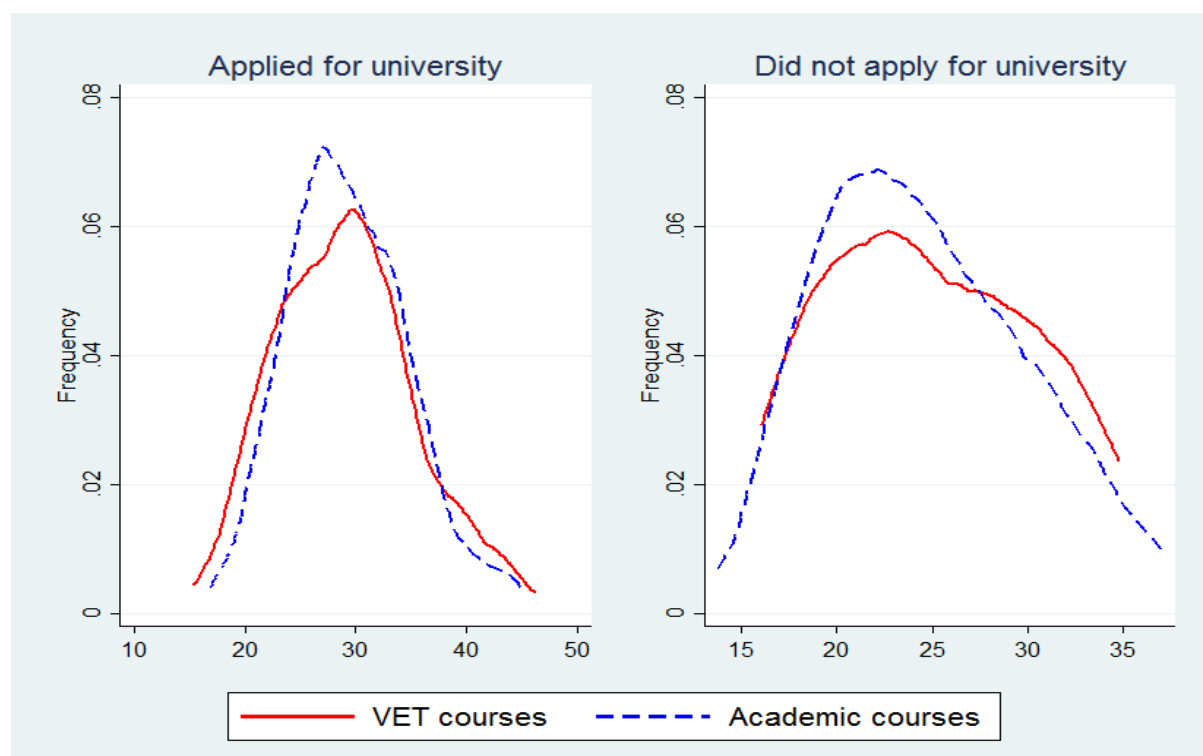 Applied for university
Did not apply for university
Frequency
.08
.06
.04
.02
0
10 20 30 40 50
Frequency
.08
.06
.04
.02
0
15 20 25 30 35
VET courses Academic courses